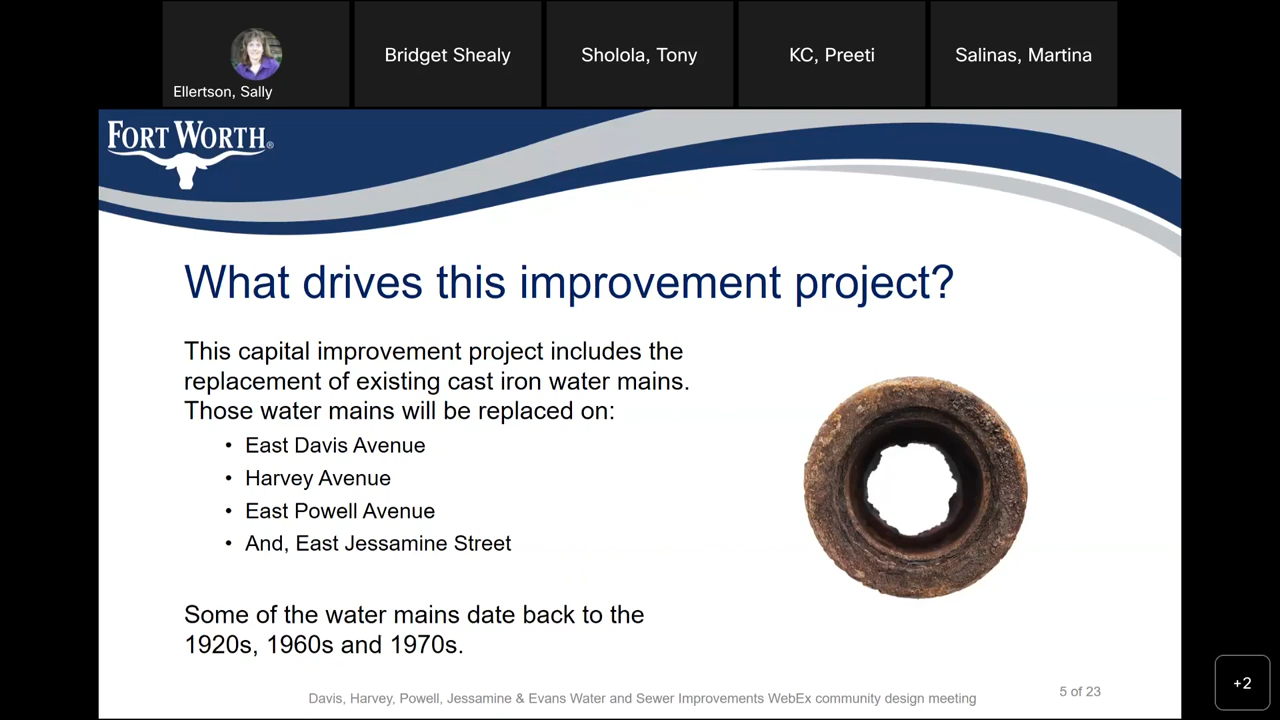 Ellertson, Sally
Bridget Shealy
Sholola, Tony
KC, Preeti
Salinas, Martina
FORT WORTH®
What drives this improvement project?
This capital improvement project includes the
replacement of existing cast iron water mains.
Those water mains will be replaced on:
• East Davis Avenue
• Harvey Avenue
• East Powell Avenue
• And, East Jessamine Street
Some of the water mains date back to the
1920s, 1960s and 1970s.
Davis, Harvey, Powell, Jessamine & Evans Water and Sewer Improvements WebEx community design meeting
5 of 23
+2